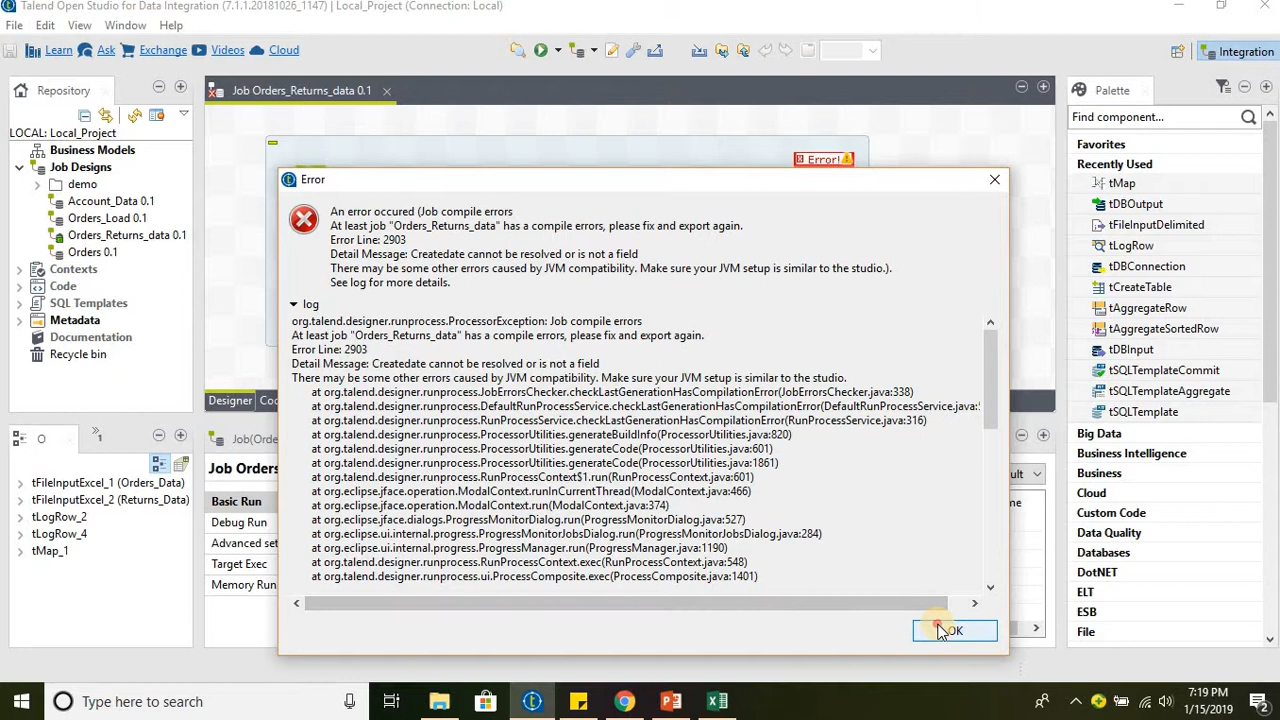 Talend Open Studio for Data Integration (7.1.1.20181026_1147) | Local_Project (Connection: Local)
File Edit View Window Help
Learn Ask Exchange Videos Cloud
Integration
Repository
LOCAL: Local_Project
Business Models
Job Designs
demo
Account_Data 0.1
Orders_Load 0.1
Orders_Returns_data 0.1
Orders 0.1
Contexts
Code
SQL Templates
Metadata
Documentation
Recycle bin
Job Orders_Returns_data 0.1
Error!
Designer
Error
An error occured (Job compile errors
At least job "Orders_Returns_data" has a compile errors, please fix and export again.
Error Line: 2903
Detail Message: Createdate cannot be resolved or is not a field
There may be some other errors caused by JVM compatibility. Make sure your JVM setup is similar to the studio.).
See log for more details.
log
org.talend.designer.runprocess.ProcessorException: Job compile errors
At least job "Orders_Returns_data" has a compile errors, please fix and export again.
Error Line: 2903
Detail Message: Createdate cannot be resolved or is not a field
There may be some other errors caused by JVM compatibility. Make sure your JVM setup is similar to the studio.
at org.talend.designer.runprocess.JobErrorsChecker.checkLastGenerationHasCompilationError(JobErrorsChecker.java:338)
at org.talend.designer.runprocess.DefaultRunProcessService.checkLastGenerationHasCompilationError(DefaultRunProcessService.java:
at org.talend.designer.runprocess.RunProcessService.checkLastGenerationHasCompilationError(RunProcessService.java:316)
at org.talend.designer.runprocess.ProcessorUtilities.generateBuildInfo(ProcessorUtilities.java:820)
at org.talend.designer.runprocess.ProcessorUtilities.generateCode(ProcessorUtilities.java:601)
at org.talend.designer.runprocess.ProcessorUtilities.generateCode(ProcessorUtilities.java:1861)
at org.talend.designer.runprocess.RunProcessContext$1.run(RunProcessContext.java:601)
at org.eclipse.jface.operation.ModalContext.runInCurrentThread(ModalContext.java:466)
at org.eclipse.jface.operation.ModalContext.run(ModalContext.java:374)
at org.eclipse.jface.dialogs.ProgressMonitorDialog.run(ProgressMonitorDialog.java:527)
at org.eclipse.ui.internal.progress.ProgressMonitorJobsDialog.run(ProgressMonitorJobsDialog.java:284)
at org.eclipse.ui.internal.progress.ProgressManager.run(ProgressManager.java:1190)
at org.talend.designer.runprocess.RunProcessContext.exec(RunProcessContext.java:548)
at org.talend.designer.runprocess.ui.ProcessComposite.exec(ProcessComposite.java:1401)
OK
Palette
Find component...
Favorites
Recently Used
tMap
tDBOutput
tFileInputDelimited
tLogRow
tDBConnection
tCreateTable
tAggregateRow
tAggregateSortedRow
tDBInput
tSQLTemplateCommit
tSQLTemplateAggregate
tSQLTemplate
Big Data
Business Intelligence
Business
Cloud
Custom Code
Data Quality
Databases
DotNET
ELT
ESB
File
O
tFileInputExcel_1 (Orders_Data)
tFileInputExcel_2 (Returns_Data)
tLogRow_2
tLogRow_4
tMap_1
Job(Orders
Job Orders
Basic Run
Debug Run
Advanced set
Target Exec
Memory Run
Type here to search
7:19 PM
1/15/2019
2